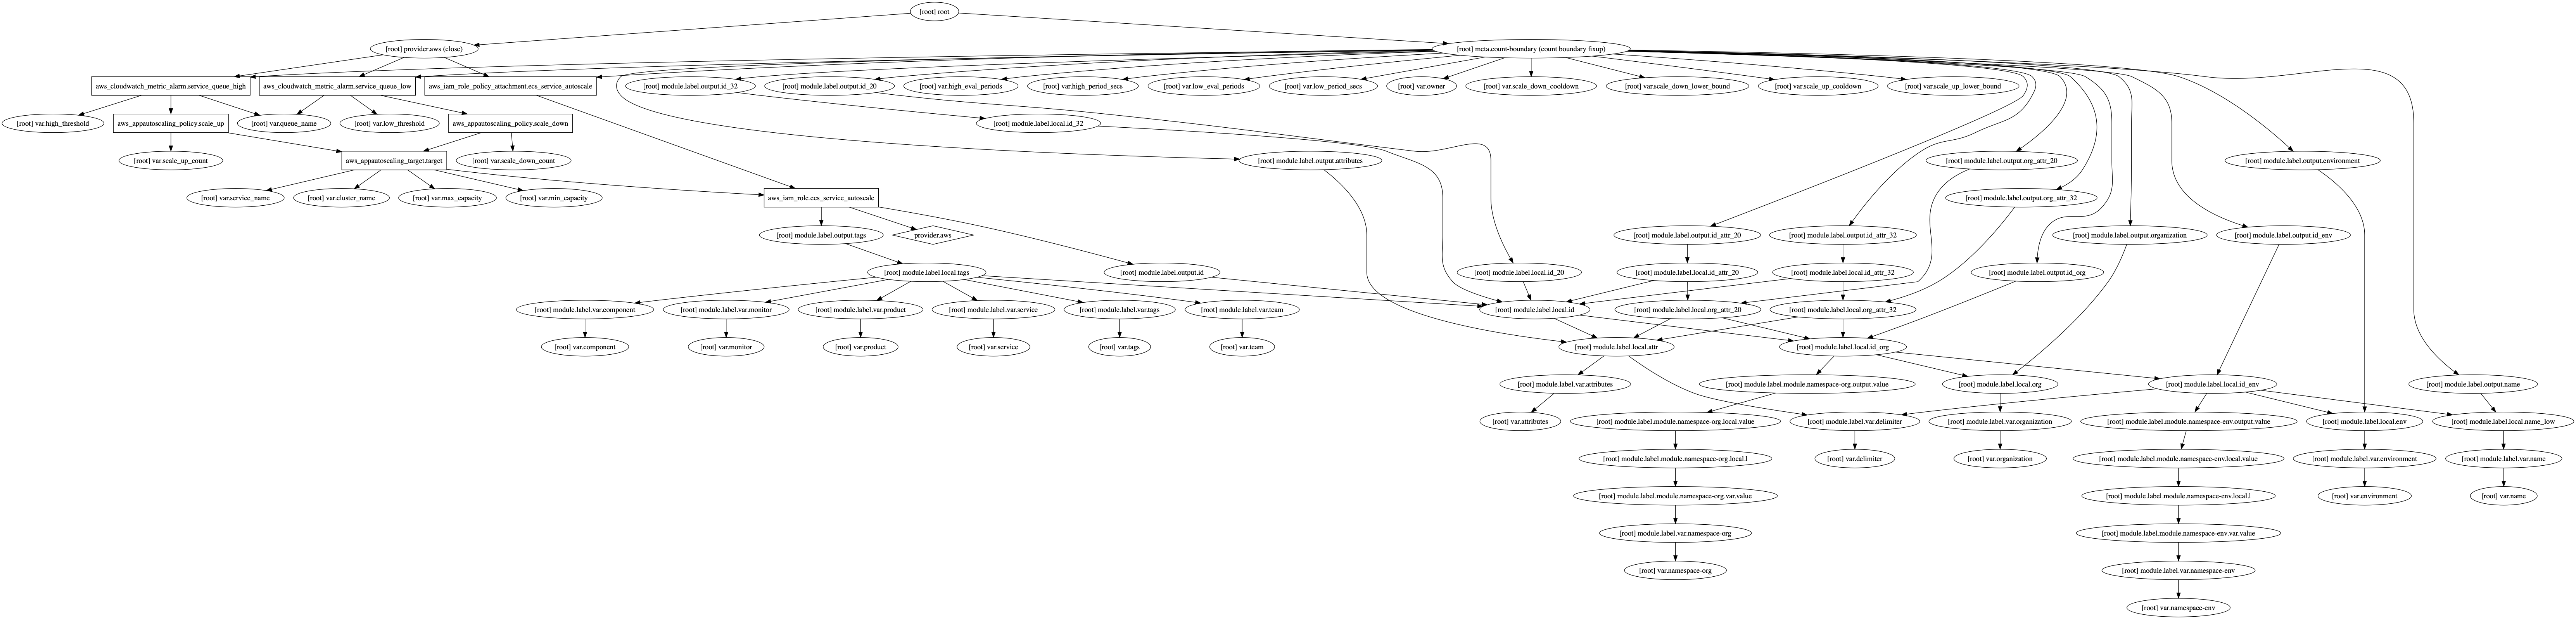 [root] root
[root] provider.aws (close)
[root] meta.count-boundary (count boundary fixup)
aws_cloudwatch_metric_alarm.service_queue_high
aws_cloudwatch_metric_alarm.service_queue_low
aws_iam_role_policy_attachment.ecs_service_autoscale
[root] module.label.output.id_32
[root] module.label.output.id_20
[root] var.high_eval_periods
[root] var.high_period_secs
[root] var.low_eval_periods
[root] var.low_period_secs
[root] var.owner
[root] var.scale_down_cooldown
[root] var.scale_down_lower_bound
[root] var.scale_up_cooldown
[root] var.scale_up_lower_bound
[root] var.high_threshold
aws_appautoscaling_policy.scale_up
[root] var.queue_name
[root] var.low_threshold
aws_appautoscaling_policy.scale_down
[root] module.label.local.id_32
[root] var.scale_up_count
aws_appautoscaling_target.target
[root] var.scale_down_count
[root] module.label.output.attributes
[root] module.label.output.org_attr_20
[root] module.label.output.environment
[root] var.service_name
[root] var.cluster_name
[root] var.max_capacity
[root] var.min_capacity
aws_iam_role.ecs_service_autoscale
[root] module.label.output.org_attr_32
[root] module.label.output.tags
provider.aws
[root] module.label.output.id_attr_20
[root] module.label.output.id_attr_32
[root] module.label.output.organization
[root] module.label.output.id_env
[root] module.label.local.tags
[root] module.label.output.id
[root] module.label.local.id_20
[root] module.label.local.id_attr_20
[root] module.label.local.id_attr_32
[root] module.label.output.id_org
[root] module.label.var.component
[root] module.label.var.monitor
[root] module.label.var.product
[root] module.label.var.service
[root] module.label.var.tags
[root] module.label.var.team
[root] module.label.local.id
[root] module.label.local.org_attr_20
[root] module.label.local.org_attr_32
[root] var.component
[root] var.monitor
[root] var.product
[root] var.service
[root] var.tags
[root] var.team
[root] module.label.local.attr
[root] module.label.local.id_org
[root] module.label.var.attributes
[root] module.label.module.namespace-org.output.value
[root] module.label.local.org
[root] module.label.local.id_env
[root] module.label.output.name
[root] var.attributes
[root] module.label.module.namespace-org.local.value
[root] module.label.var.delimiter
[root] module.label.var.organization
[root] module.label.module.namespace-env.output.value
[root] module.label.local.env
[root] module.label.local.name_low
[root] module.label.module.namespace-org.local.l
[root] var.delimiter
[root] var.organization
[root] module.label.module.namespace-env.local.value
[root] module.label.var.environment
[root] module.label.var.name
[root] module.label.module.namespace-org.var.value
[root] module.label.module.namespace-env.local.l
[root] var.environment
[root] var.name
[root] module.label.var.namespace-org
[root] module.label.module.namespace-env.var.value
[root] var.namespace-org
[root] module.label.var.namespace-env
[root] var.namespace-env